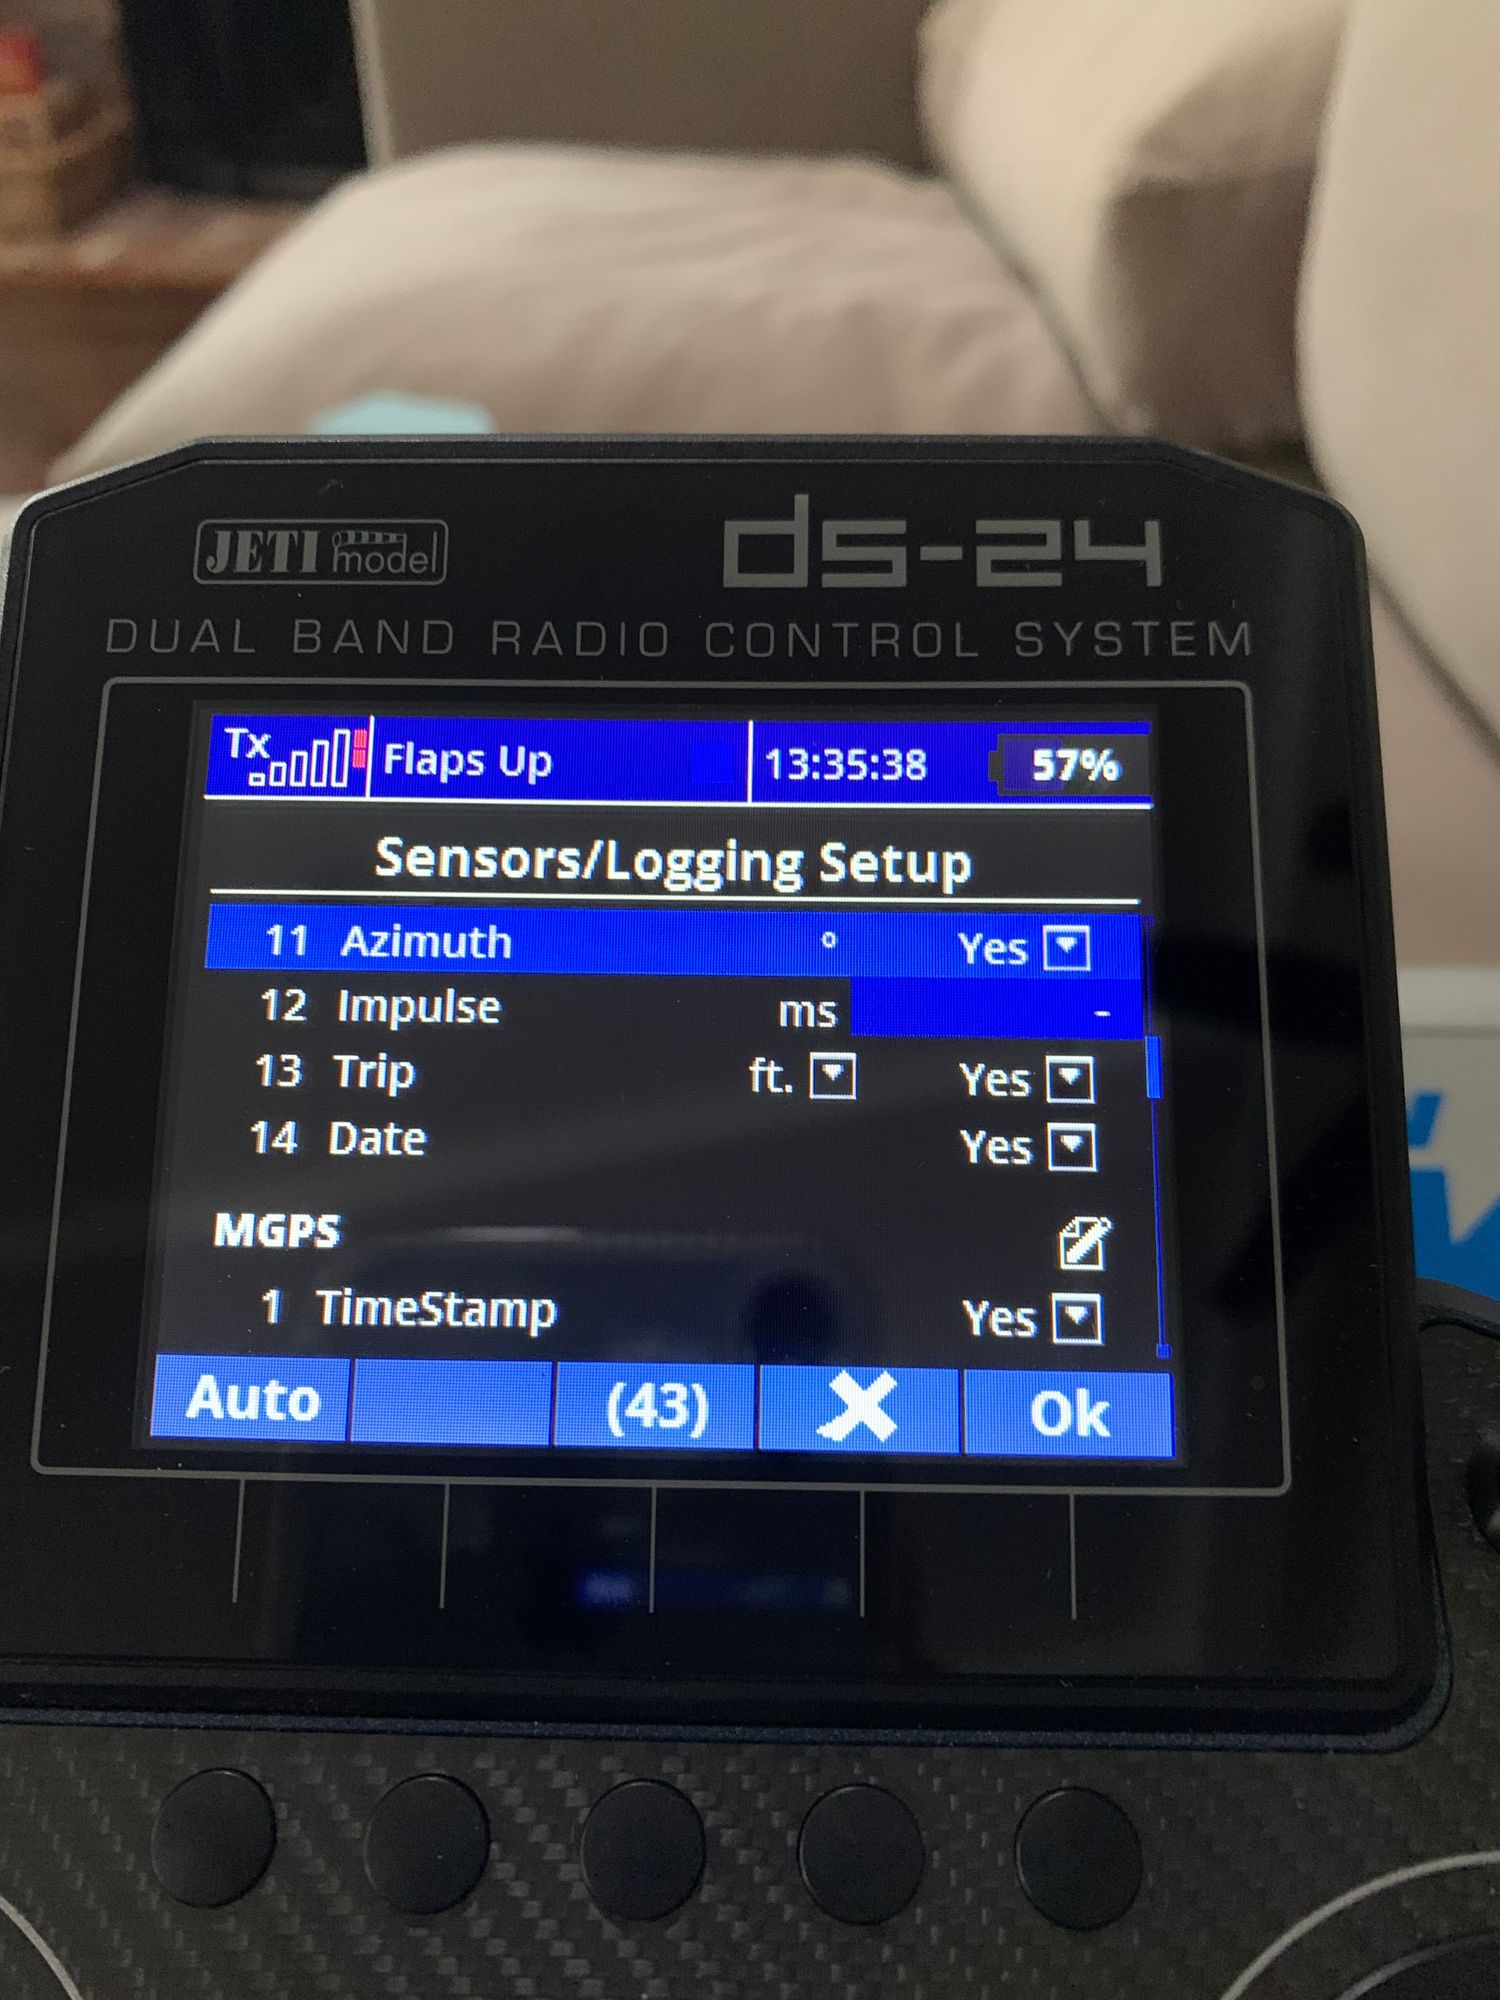 JETI model
ds-24
DUAL BAND RADIO CONTROL SYSTEM
Tx Flaps Up 13:35:38 57%
Sensors/Logging Setup
11 Azimuth ° Yes
12 Impulse ms -
13 Trip ft. Yes
14 Date Yes
MGPS
1 TimeStamp Yes
Auto (43) Ok